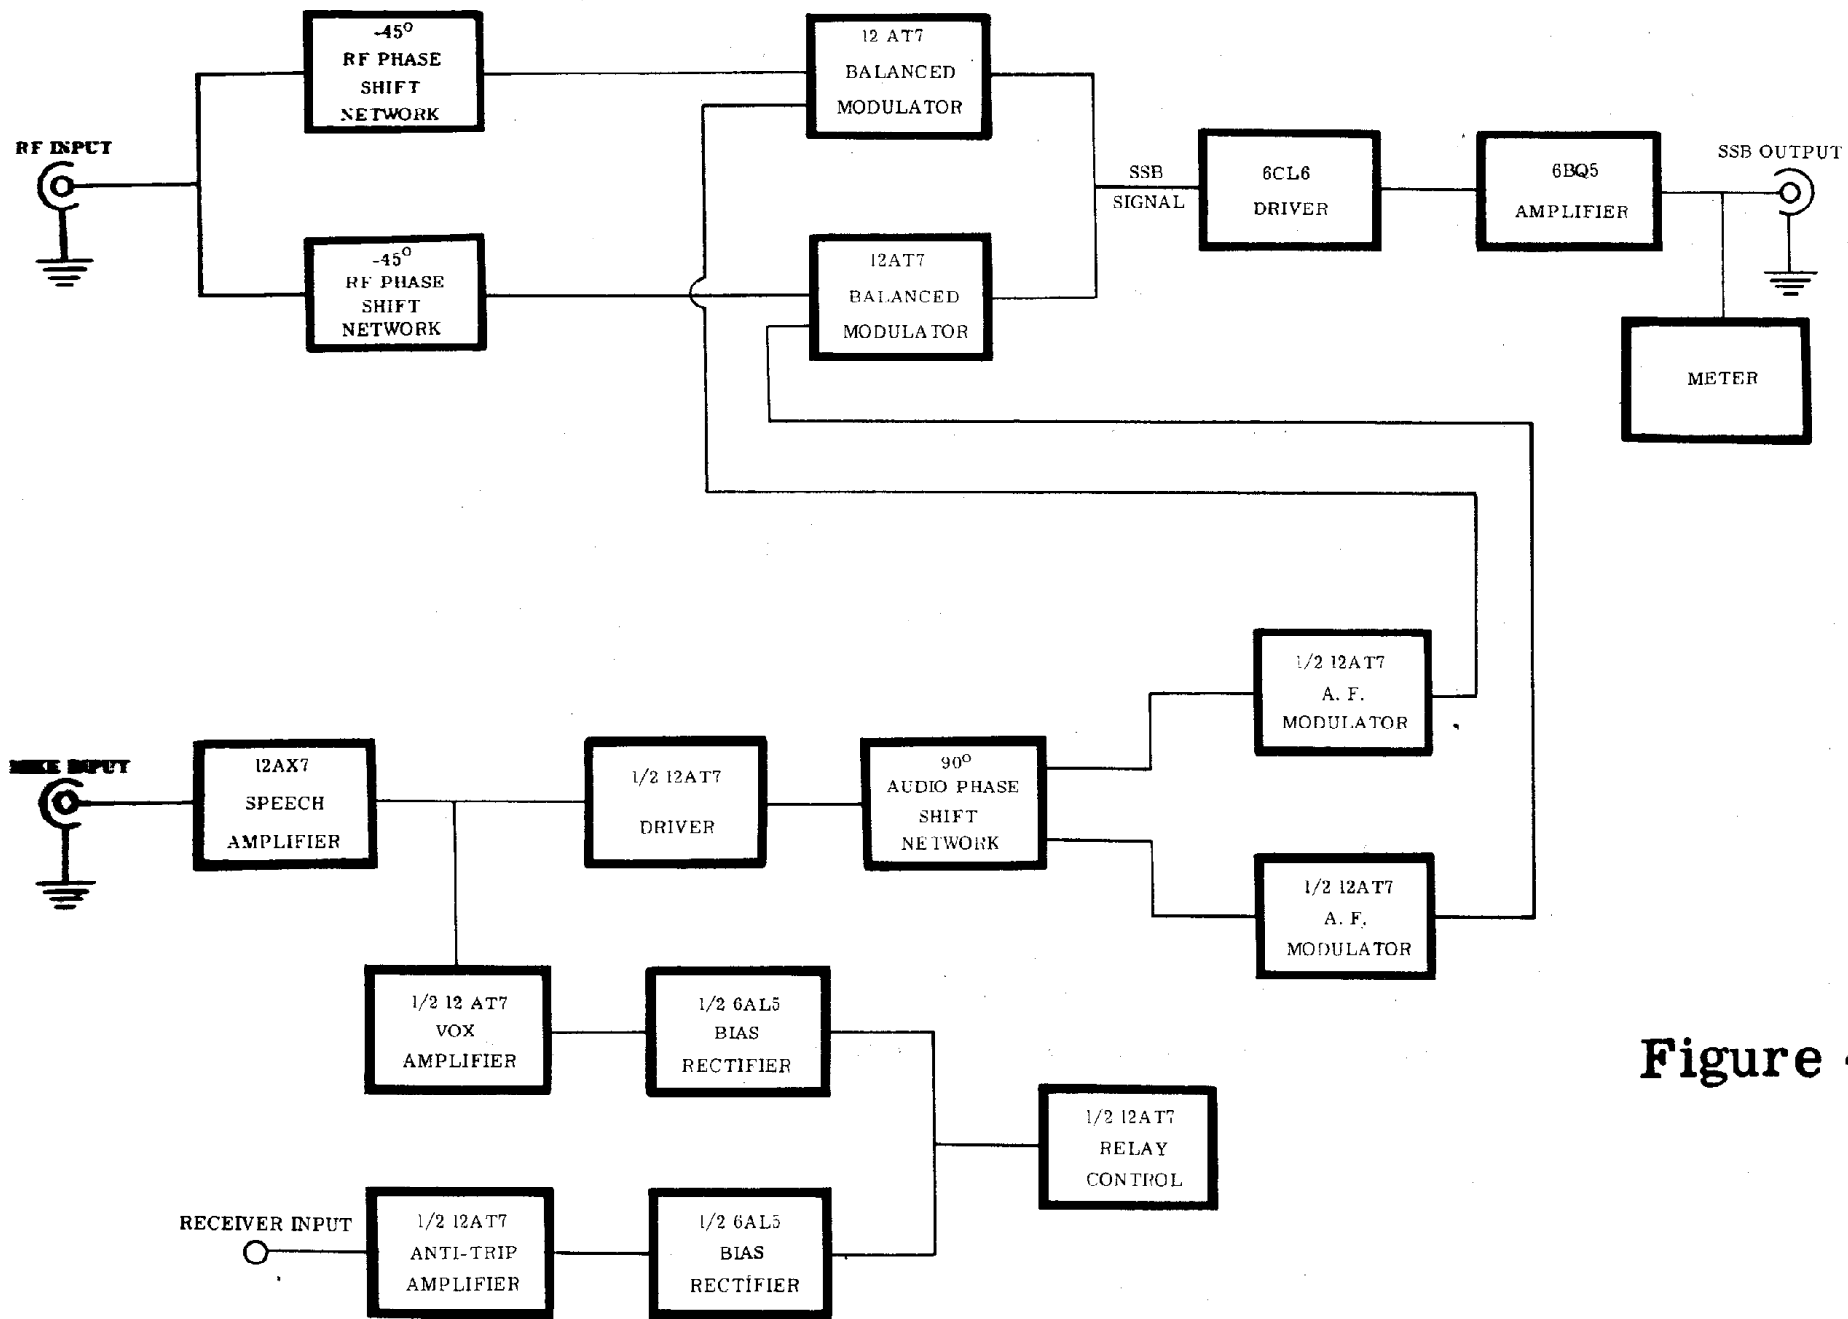 -45°
RF PHASE
SHIFT
NETWORK
12 AT7
BALANCED
MODULATOR
RF INPUT
SSB
SIGNAL
6CL6
DRIVER
6BQ5
AMPLIFIER
SSB OUTPUT
-45°
RF PHASE
SHIFT
NETWORK
12AT7
BALANCED
MODULATOR
METER
1/2 12AT7
A. F.
MODULATOR
MIKE INPUT
12AX7
SPEECH
AMPLIFIER
1/2 12AT7
DRIVER
90°
AUDIO PHASE
SHIFT
NETWORK
1/2 12AT7
A. F.
MODULATOR
1/2 12 AT7
VOX
AMPLIFIER
1/2 6AL5
BIAS
RECTIFIER
Figure
1/2 12AT7
RELAY
CONTROL
RECEIVER INPUT
1/2 12AT7
ANTI-TRIP
AMPLIFIER
1/2 6AL5
BIAS
RECTIFIER